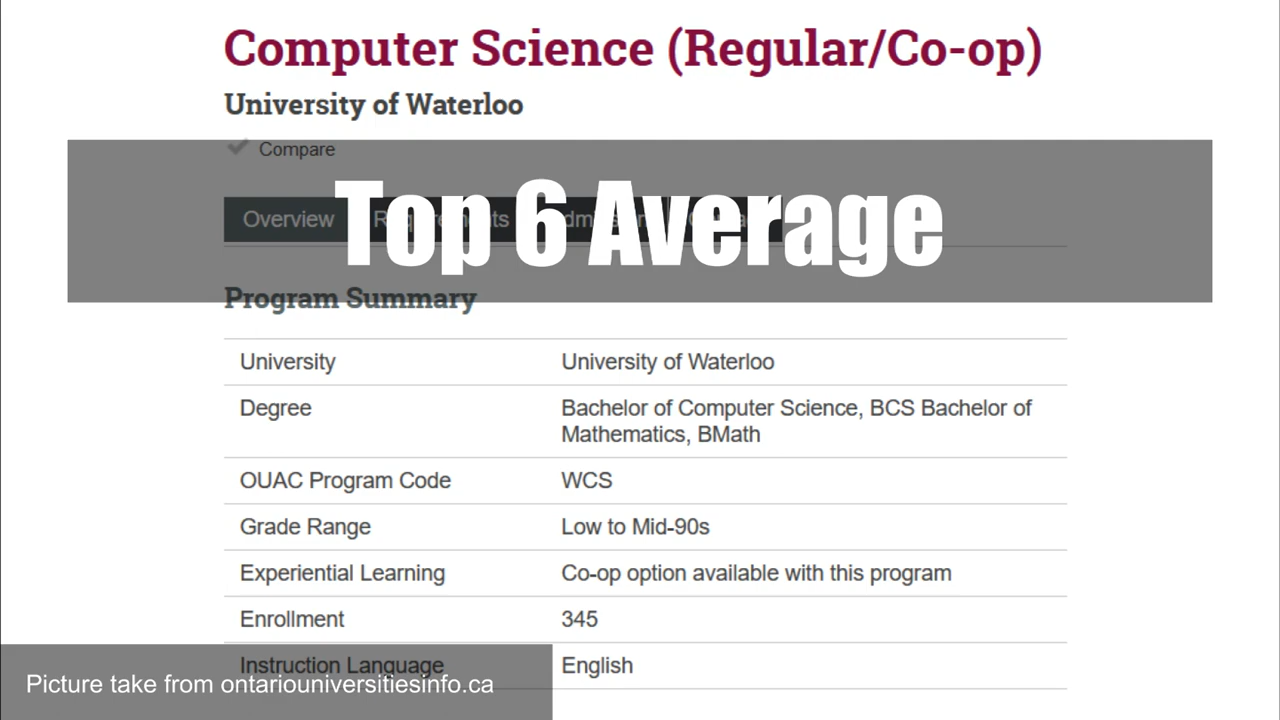 Computer Science (Regular/Co-op)
University of Waterloo
Compare
Top 6 Average
Overview
Program Summary
University University of Waterloo
Degree Bachelor of Computer Science, BCS Bachelor of
Mathematics, BMath
OUAC Program Code WCS
Grade Range Low to Mid-90s
Experiential Learning Co-op option available with this program
Enrollment 345
Instruction Language English
Picture take from ontariouniversitiesinfo.ca